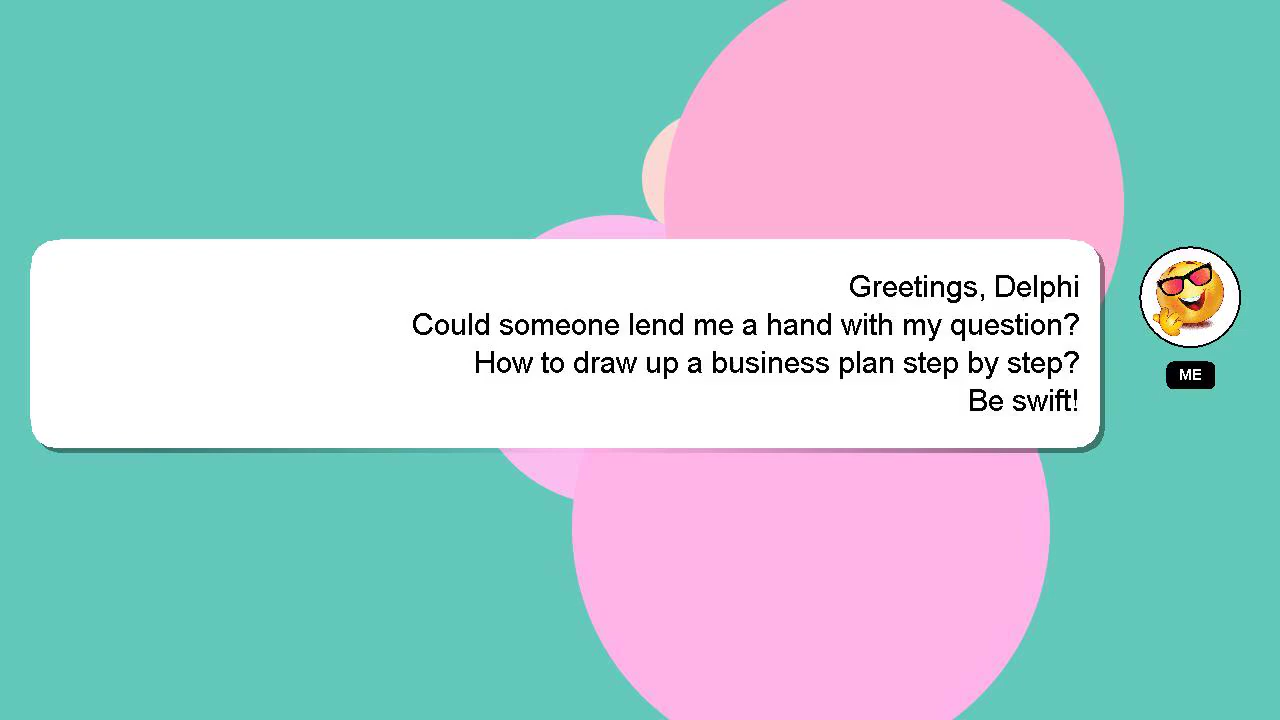 Greetings, Delphi
Could someone lend me a hand with my question?
How to draw up a business plan step by step?
Be swift!
ME